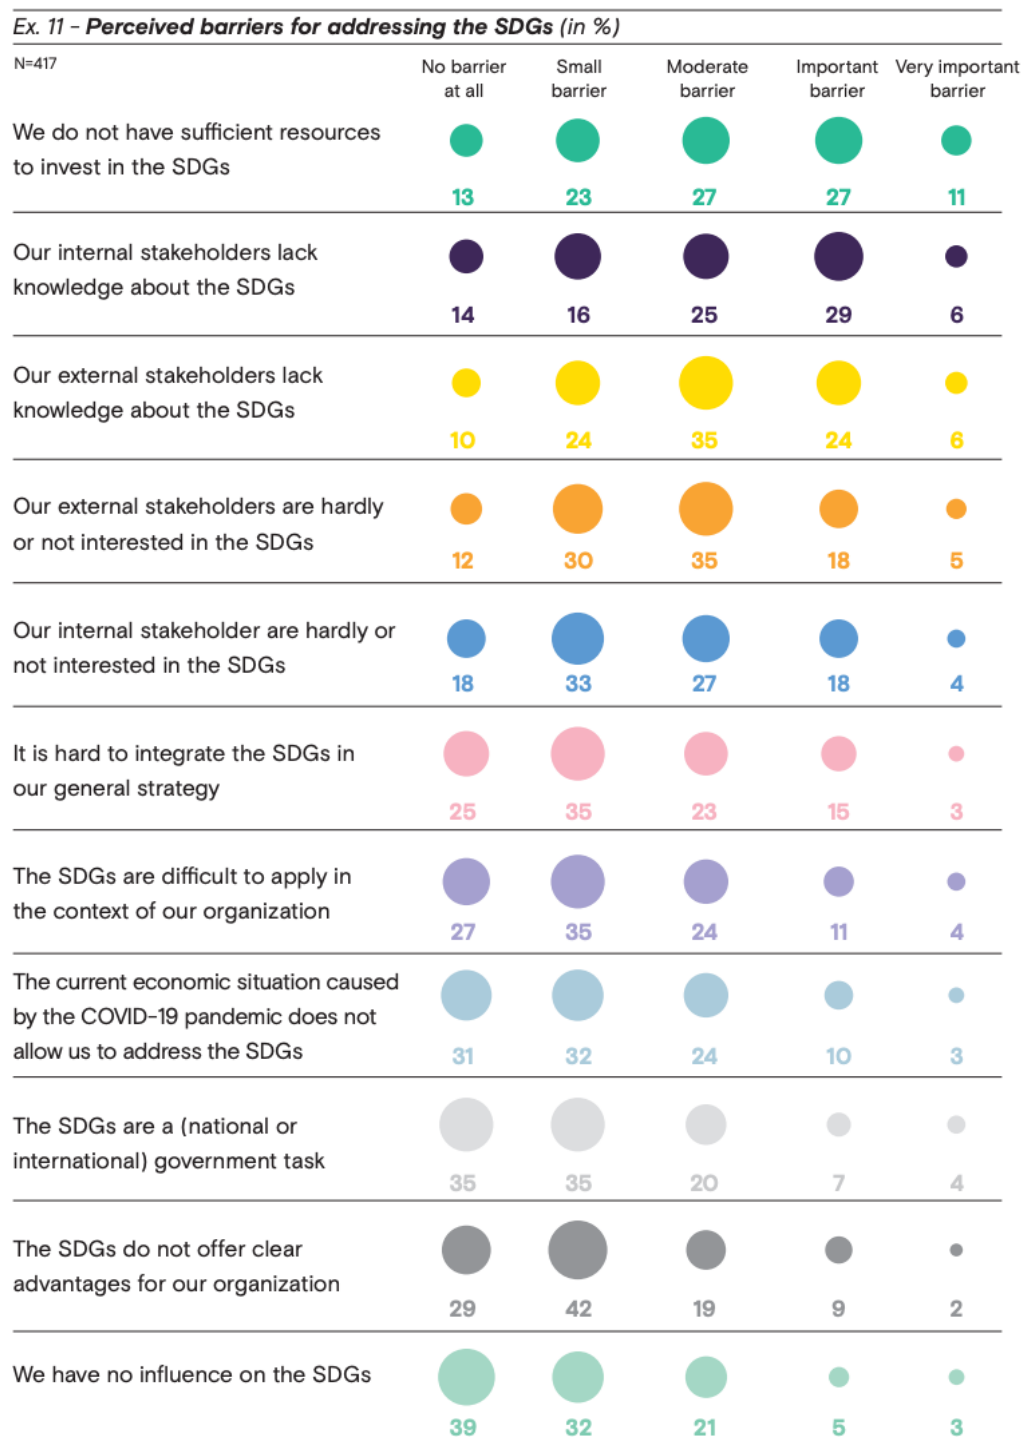 Ex. 11 – Perceived barriers for addressing the SDGs (in %)
N=417
No barrier at all
Small barrier
Moderate barrier
Important barrier
Very important barrier
We do not have sufficient resources
to invest in the SDGs
13 23 27 27 11
Our internal stakeholders lack
knowledge about the SDGs
14 16 25 29 6
Our external stakeholders lack
knowledge about the SDGs
10 24 35 24 6
Our external stakeholders are hardly
or not interested in the SDGs
12 30 35 18 5
Our internal stakeholder are hardly or
not interested in the SDGs
18 33 27 18 4
It is hard to integrate the SDGs in
our general strategy
25 35 23 15 3
The SDGs are difficult to apply in
the context of our organization
27 35 24 11 4
The current economic situation caused
by the COVID-19 pandemic does not
allow us to address the SDGs
31 32 24 10 3
The SDGs are a (national or
international) government task
35 35 20 7 4
The SDGs do not offer clear
advantages for our organization
29 42 19 9 2
We have no influence on the SDGs
39 32 21 5 3